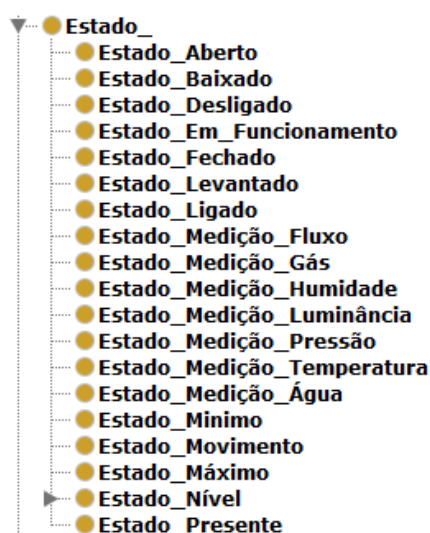 Estado_
Estado_Aberto
Estado_Baixado
Estado_Desligado
Estado_Em_Funcionamento
Estado_Fechado
Estado_Levantado
Estado_Ligado
Estado_Medição_Fluxo
Estado_Medição_Gás
Estado_Medição_Humidade
Estado_Medição_Luminância
Estado_Medição_Pressão
Estado_Medição_Temperatura
Estado_Medição_Água
Estado_Minimo
Estado_Movimento
Estado_Máximo
Estado_Nível
Estado_Presente